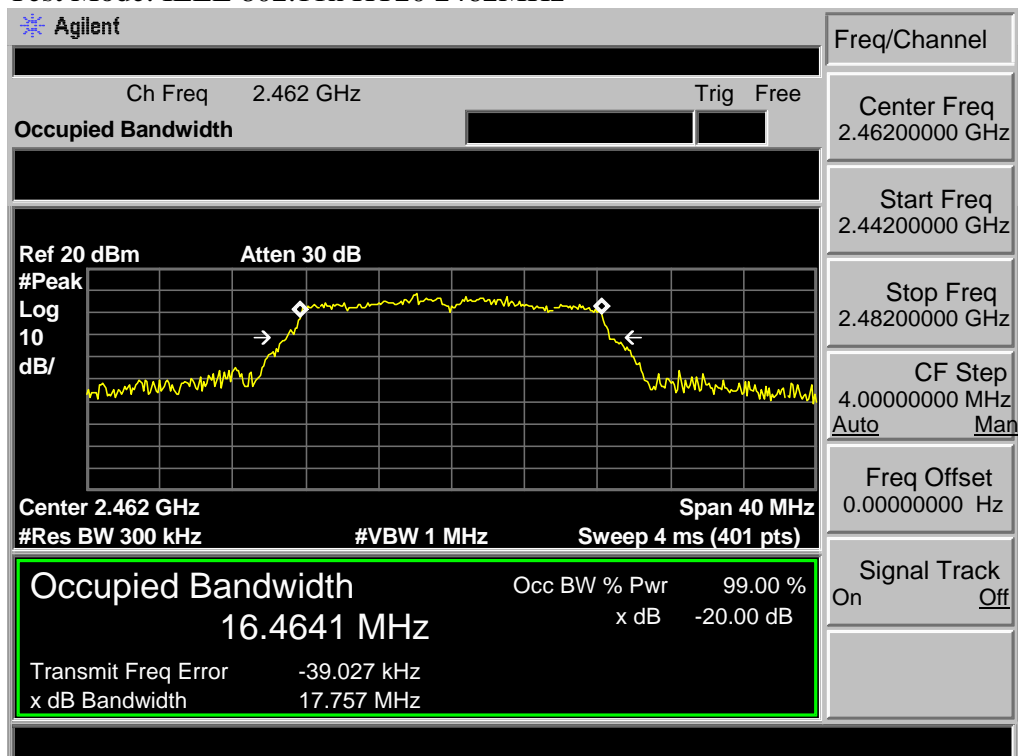 Agilent
Freq/Channel
Ch Freq 2.462 GHz Trig Free
Occupied Bandwidth
Center Freq
2.46200000 GHz
Start Freq
2.44200000 GHz
Stop Freq
2.48200000 GHz
CF Step
4.00000000 MHz
Auto Man
Freq Offset
0.00000000 Hz
Signal Track
On Off
Ref 20 dBm Atten 30 dB
#Peak
Log
10
dB/
Center 2.462 GHz Span 40 MHz
#Res BW 300 kHz #VBW 1 MHz Sweep 4 ms (401 pts)
Occupied Bandwidth Occ BW % Pwr 99.00 %
16.4641 MHz x dB -20.00 dB
Transmit Freq Error -39.027 kHz
x dB Bandwidth 17.757 MHz